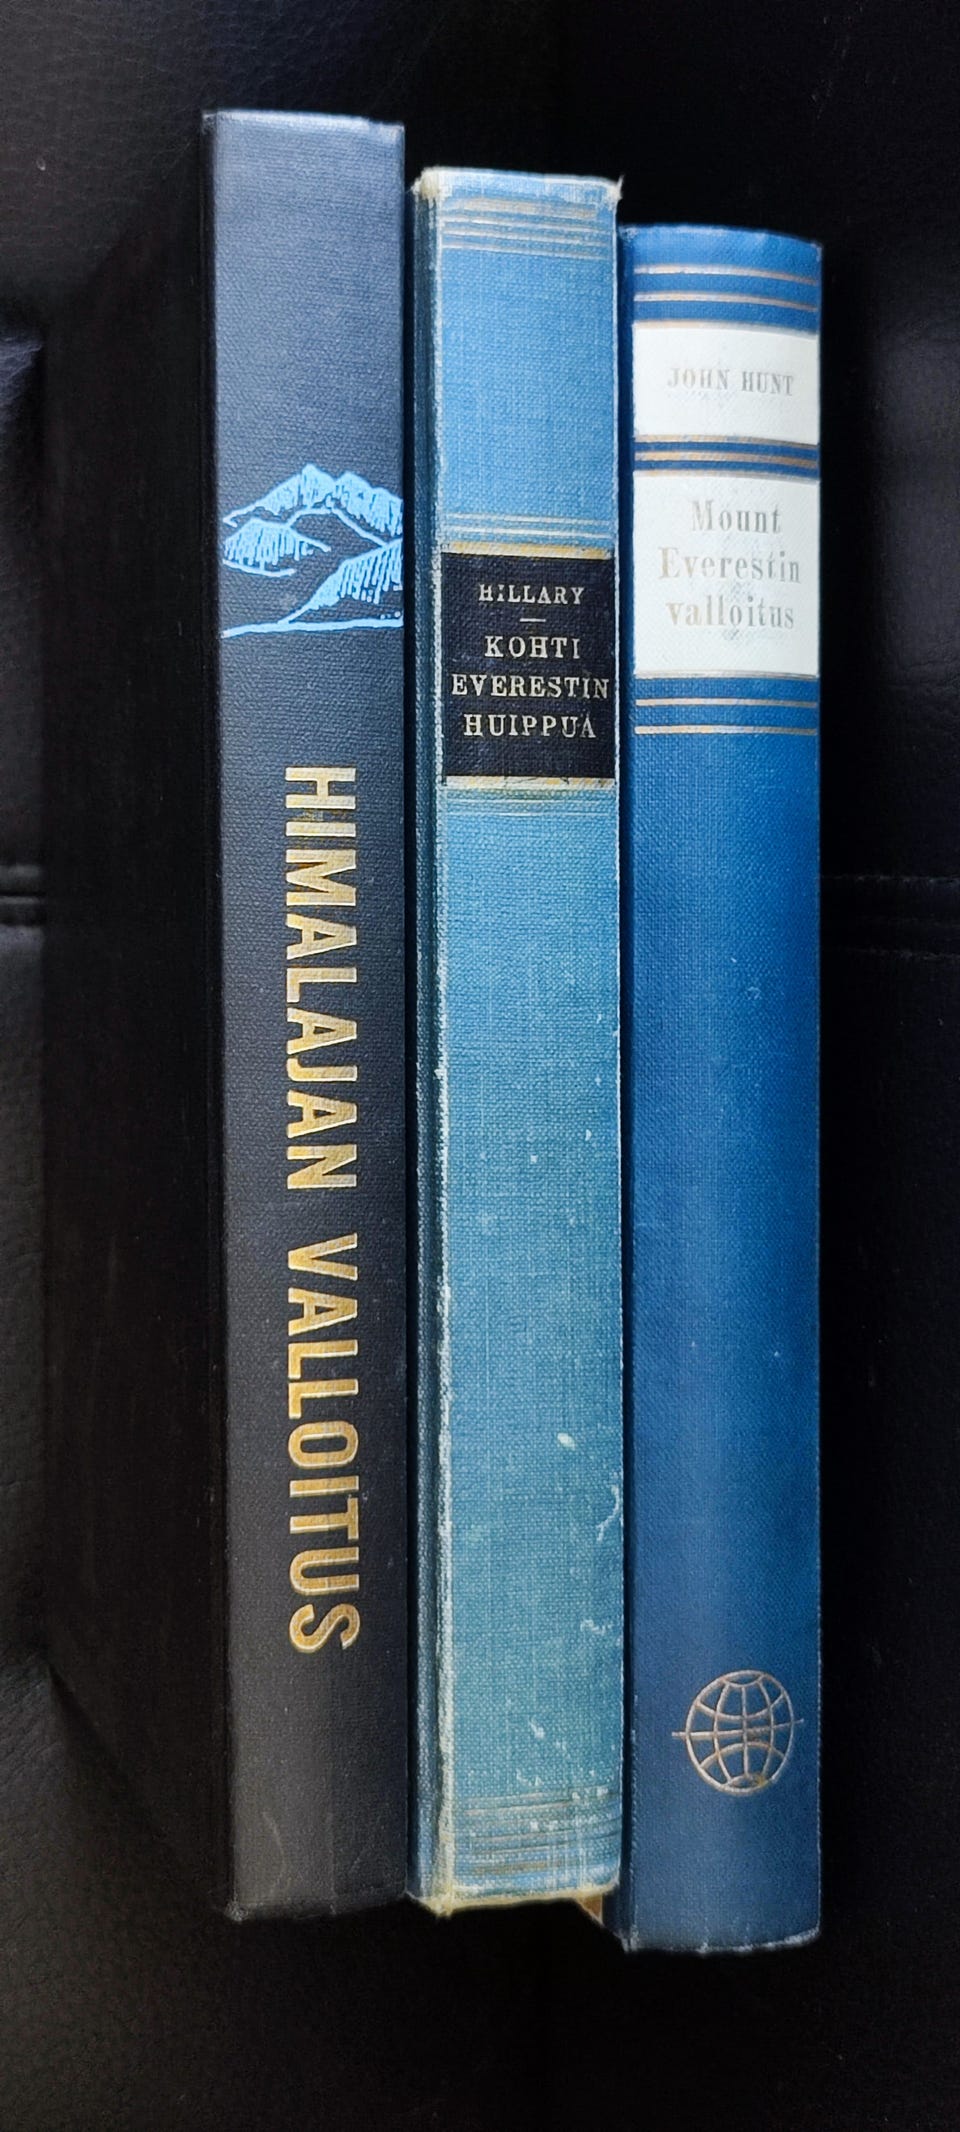 HIMALAJAN VALLOITUS
HILLARY
KOHTI
EVERESTIN
HUIPPUA
JOHN HUNT
Mount
Everestin
valloitus